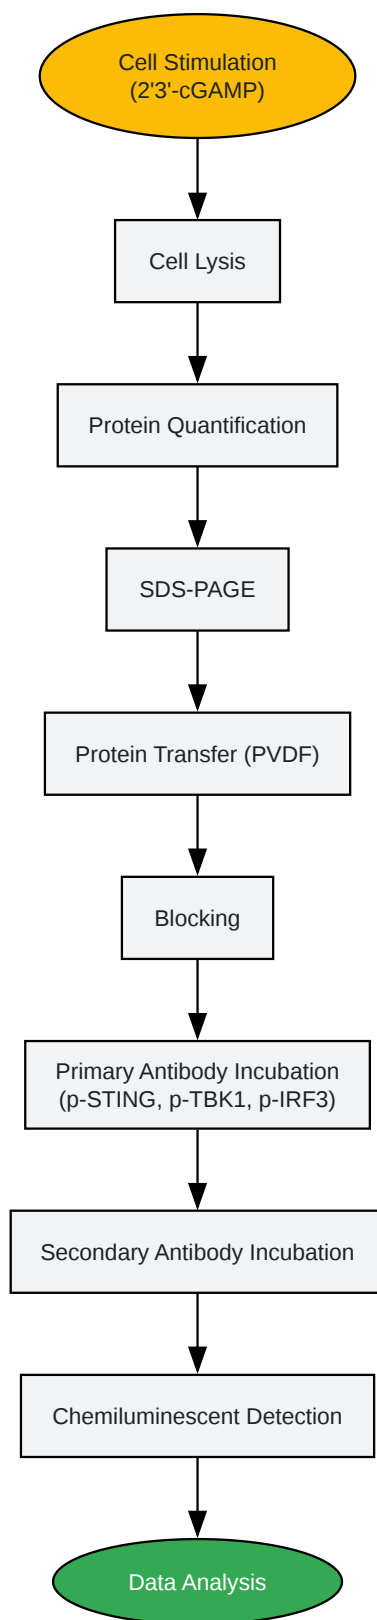 Cell Stimulation
(2'3'-cGAMP)
Cell Lysis
Protein Quantification
SDS-PAGE
Protein Transfer (PVDF)
Blocking
Primary Antibody Incubation
(p-STING, p-TBK1, p-IRF3)
Secondary Antibody Incubation
Chemiluminescent Detection
Data Analysis